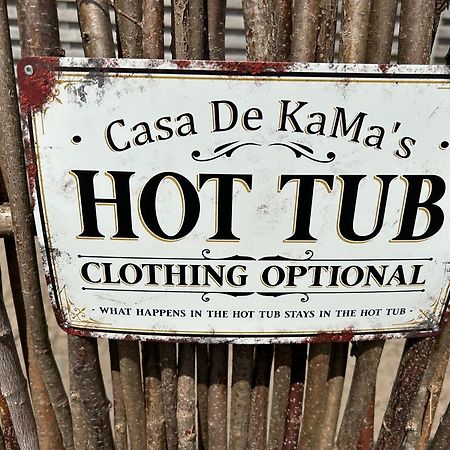 Casa De KaMa's
HOT TUB
CLOTHING OPTIONAL
· WHAT HAPPENS IN THE HOT TUB STAYS IN THE HOT TUB ·